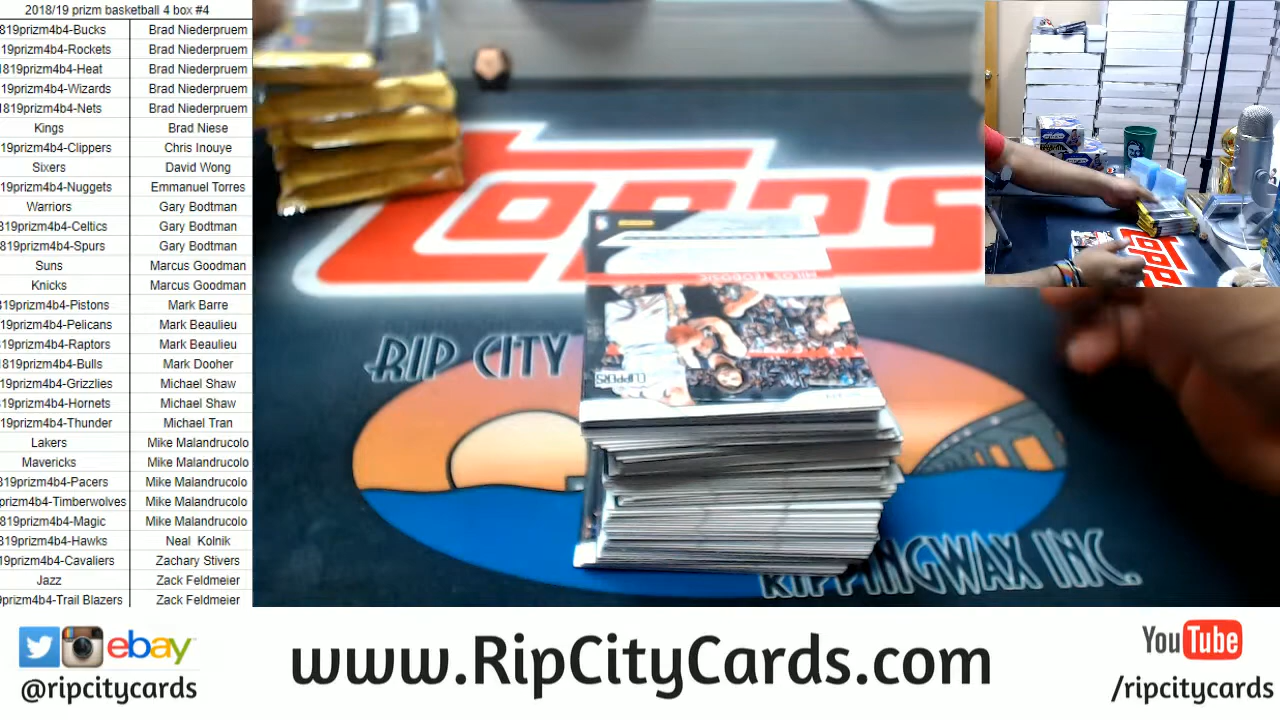 2018/19 prizm basketball 4 box #4
819prizm4b4-Bucks Brad Niederpruem
19prizm4b4-Rockets Brad Niederpruem
1819prizm4b4-Heat Brad Niederpruem
819prizm4b4-Wizards Brad Niederpruem
1819prizm4b4-Nets Brad Niederpruem
Kings Brad Niese
19prizm4b4-Clippers Chris Inouye
Sixers David Wong
19prizm4b4-Nuggets Emmanuel Torres
Warriors Gary Bodtman
819prizm4b4-Celtics Gary Bodtman
819prizm4b4-Spurs Gary Bodtman
Suns Marcus Goodman
Knicks Marcus Goodman
819prizm4b4-Pistons Mark Barre
19prizm4b4-Pelicans Mark Beaulieu
19prizm4b4-Raptors Mark Beaulieu
1819prizm4b4-Bulls Mark Dooher
19prizm4b4-Grizzlies Michael Shaw
19prizm4b4-Hornets Michael Shaw
19prizm4b4-Thunder Michael Tran
Lakers Mike Malandrucolo
Mavericks Mike Malandrucolo
819prizm4b4-Pacers Mike Malandrucolo
prizm4b4-Timberwolves Mike Malandrucolo
819prizm4b4-Magic Mike Malandrucolo
819prizm4b4-Hawks Neal Kolnik
19prizm4b4-Cavaliers Zachary Stivers
Jazz Zack Feldmeier
9prizm4b4-Trail Blazers Zack Feldmeier
Topps
MILOS TEODOSIC
CLIPPERS
RIP CITY
RIPPINGWAX INC.
Topps
ebay
@ripcitycards
www.RipCityCards.com
YouTube
/ripcitycards